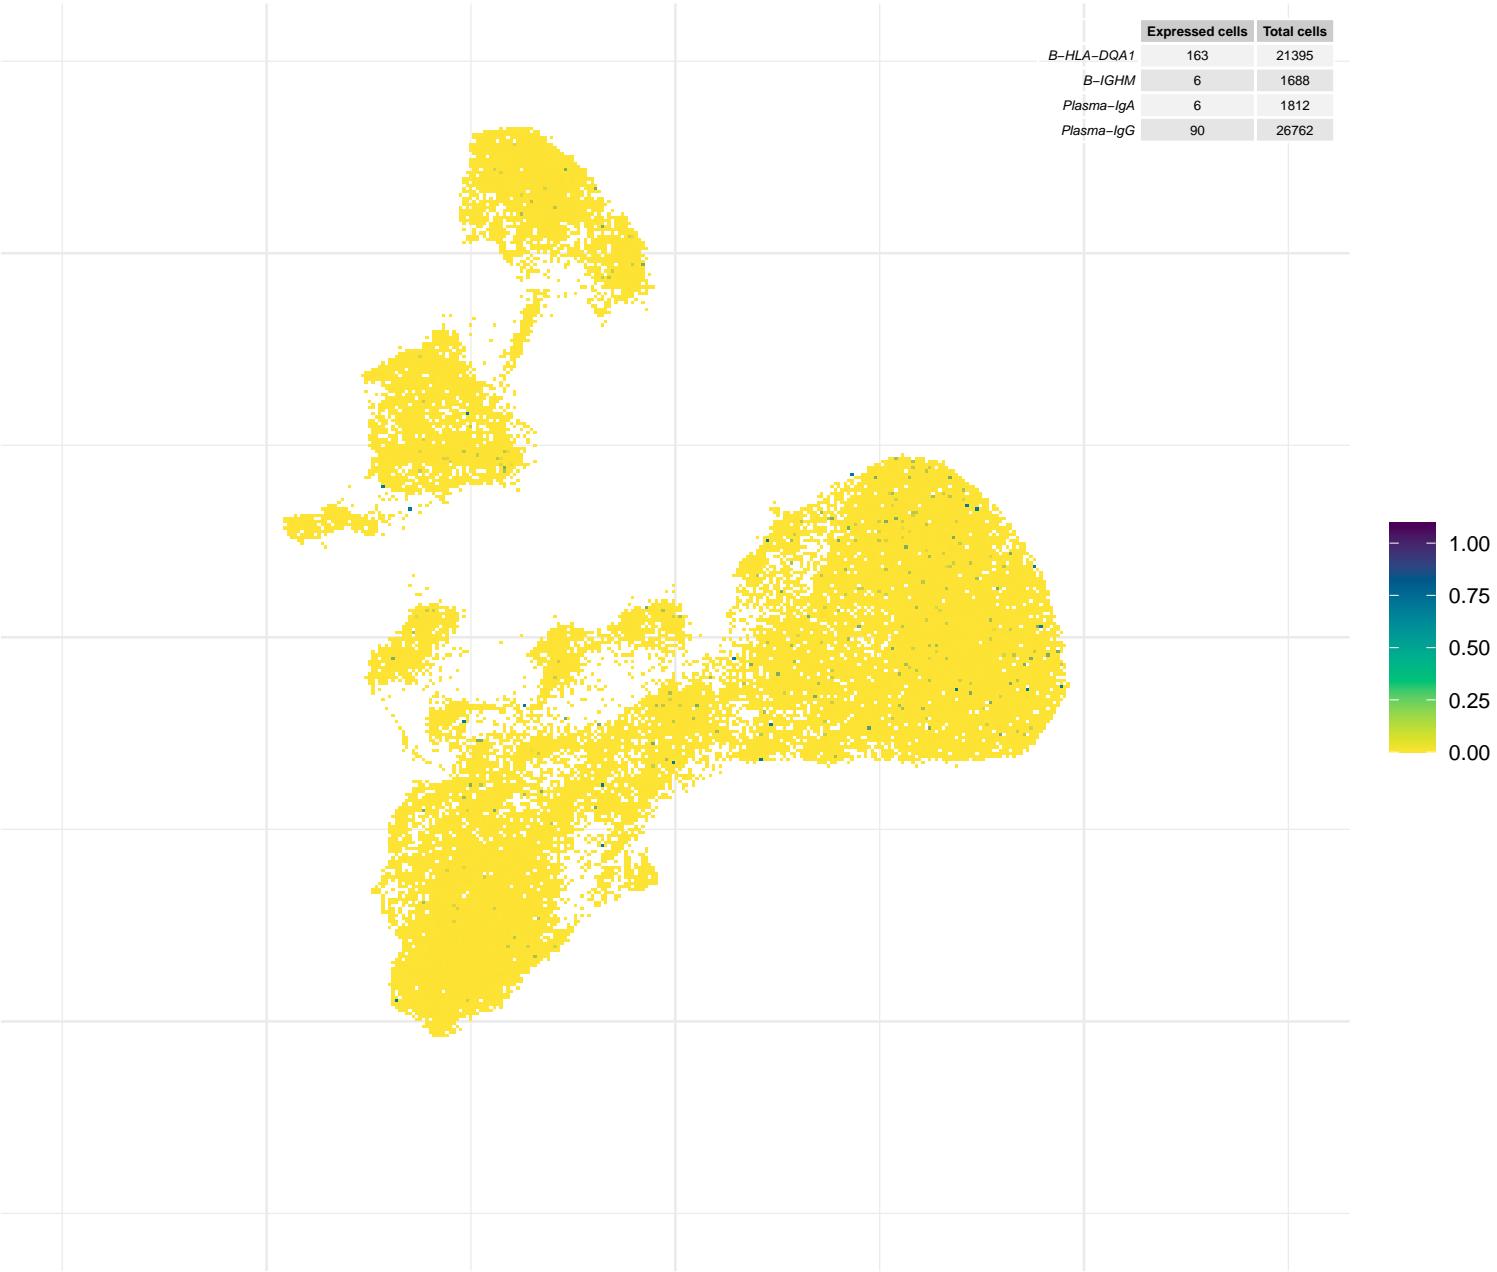 Expressed cells Total cells
B−HLA−DQA1 163 21395
B−IGHM 6 1688
Plasma−IgA 6 1812
Plasma−IgG 90 26762
1.00
0.75
0.50
0.25
0.00